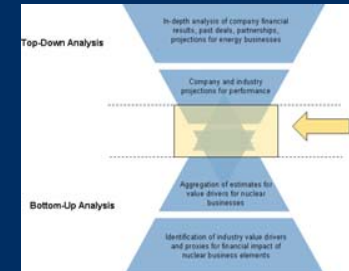 In-depth analysis of company financial
results, past deals, partnerships,
projections for energy businesses
Top-Down Analysis
Company and industry
projections for performance
Aggregation of estimates for
value drivers for nuclear
businesses
Bottom-Up Analysis
Identification of industry value drivers
and proxies for financial impact of
nuclear business elements